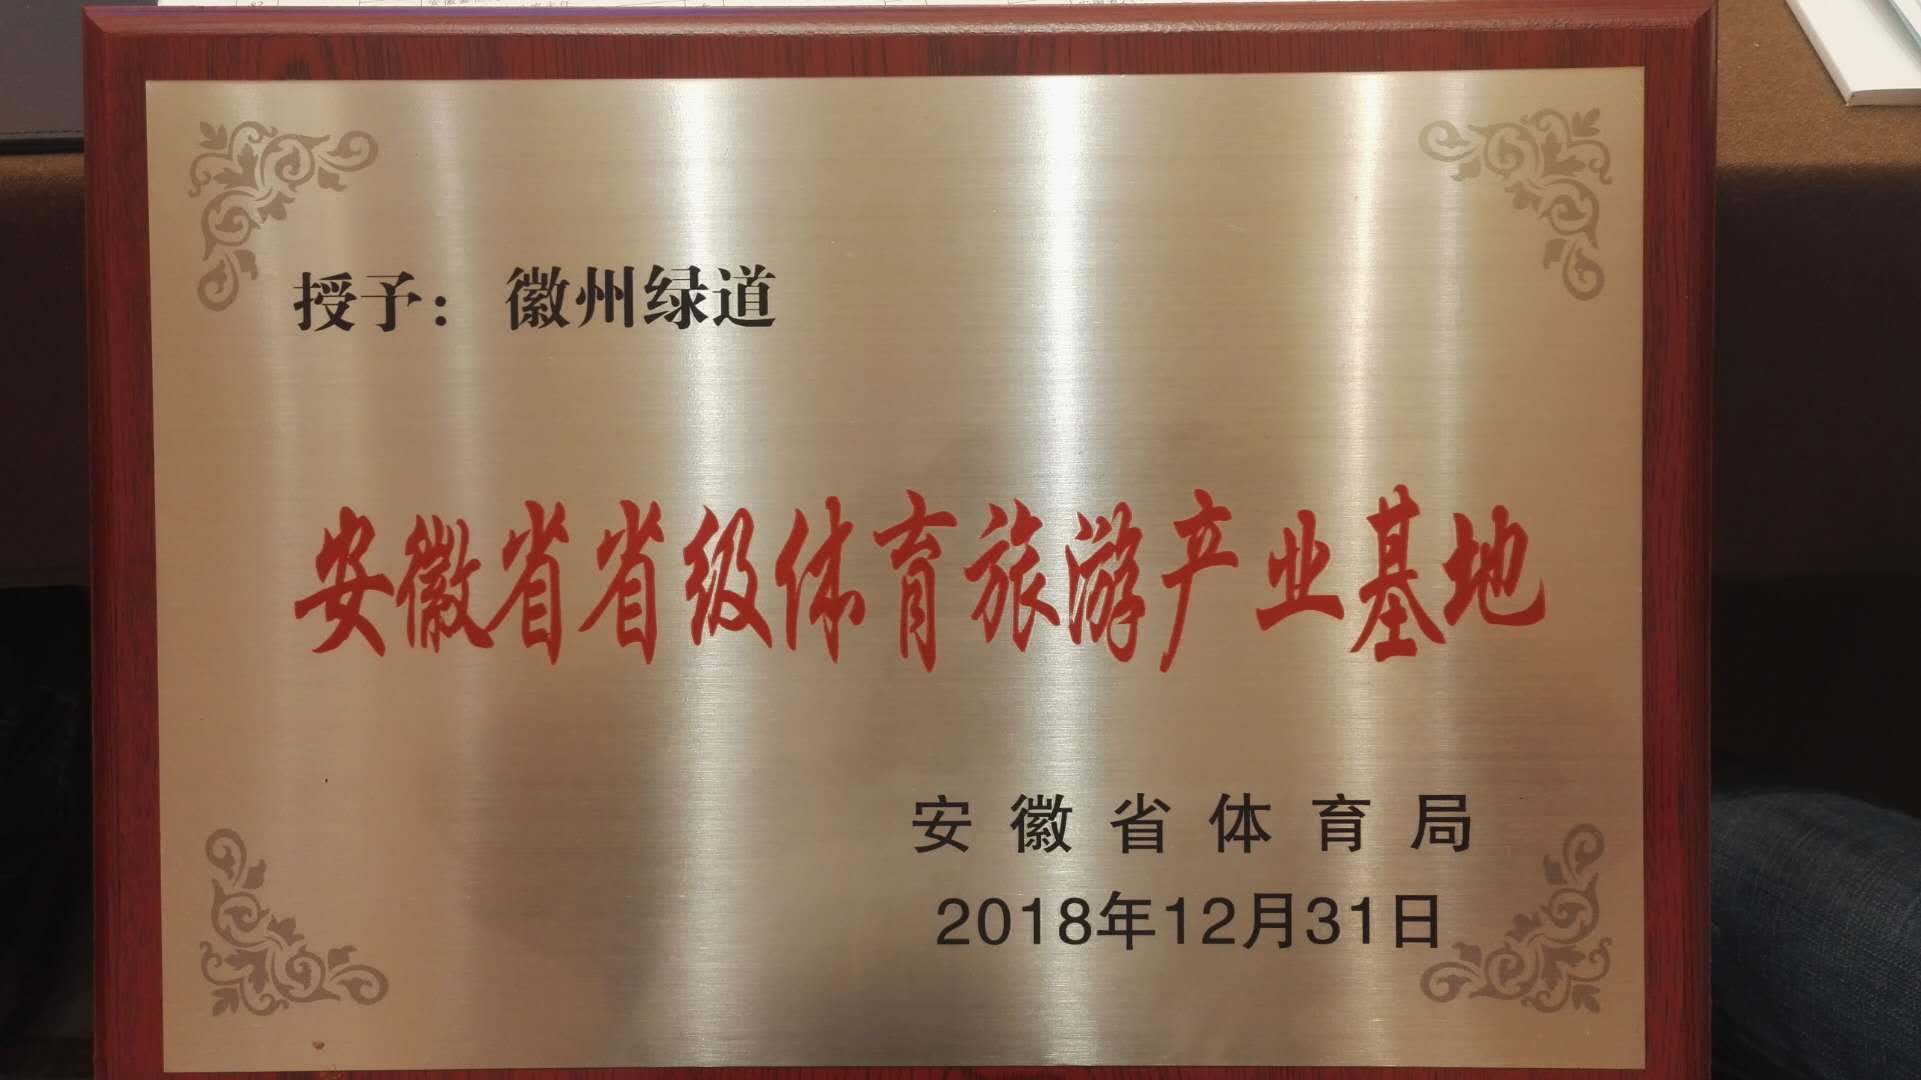 授予： 徽州绿道
安徽省省级体育旅游产业基地
安徽省体育局
2018年12月31日